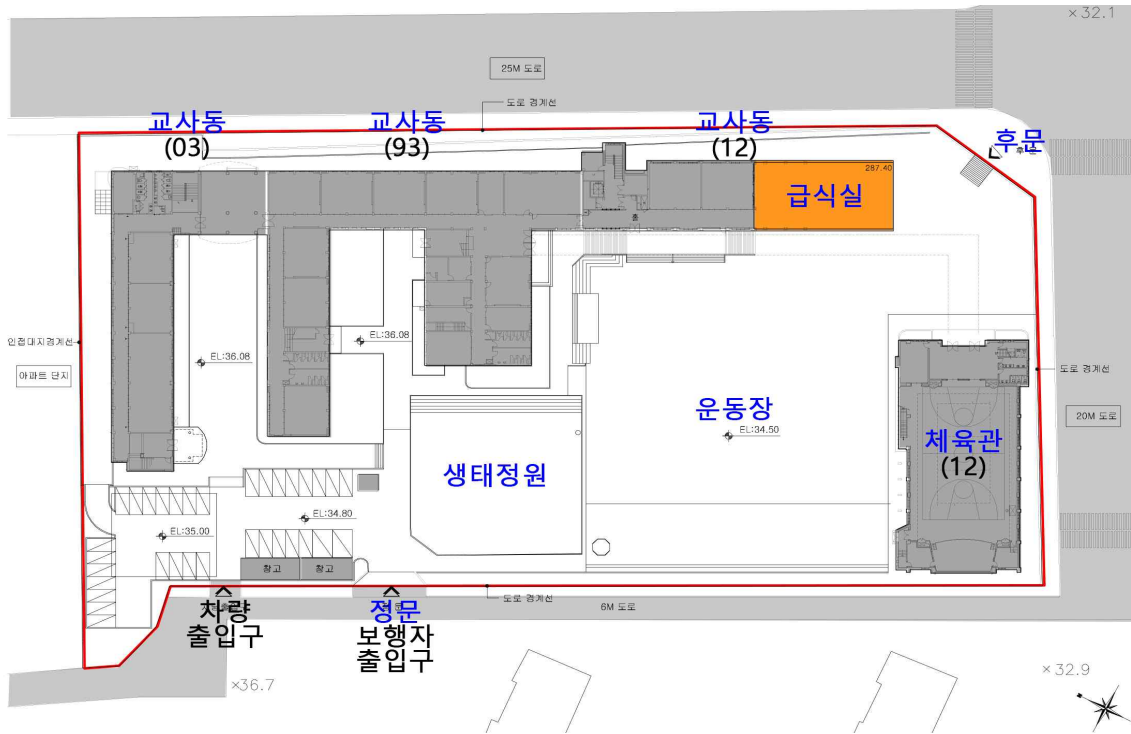 ×32.1
25M 도로
도로 경계선
교사동
(03)
교사동
(93)
교사동
(12)
후문
287.40
급식실
홀
인접대지경계선
아파트 단지
EL:36.08
EL:36.08
도로 경계선
20M 도로
운동장
EL:34.50
체육관
(12)
생태정원
EL:34.80
EL:35.00
창고
창고
차량
출입구
정문
보행자
출입구
도로 경계선
6M 도로
×36.7
×32.9